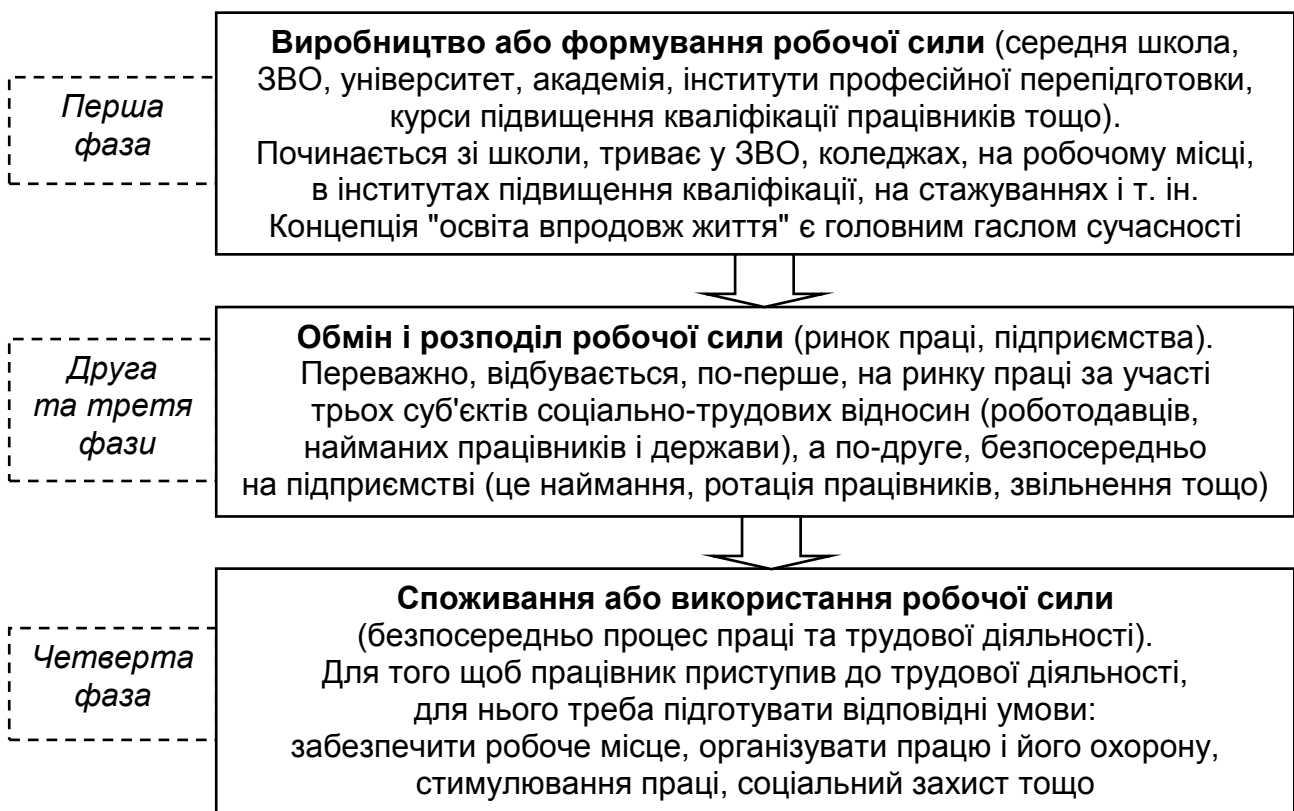 Перша
фаза
Виробництво або формування робочої сили (середня школа,
ЗВО, університет, академія, інститути професійної перепідготовки,
курси підвищення кваліфікації працівників тощо).
Починається зі школи, триває у ЗВО, коледжах, на робочому місці,
в інститутах підвищення кваліфікації, на стажуваннях і т. ін.
Концепція "освіта впродовж життя" є головним гаслом сучасності
Друга
та третя
фази
Обмін і розподіл робочої сили (ринок праці, підприємства).
Переважно, відбувається, по-перше, на ринку праці за участі
трьох суб'єктів соціально-трудових відносин (роботодавців,
найманих працівників і держави), а по-друге, безпосередньо
на підприємстві (це наймання, ротація працівників, звільнення тощо)
Четверта
фаза
Споживання або використання робочої сили
(безпосередньо процес праці та трудової діяльності).
Для того щоб працівник приступив до трудової діяльності,
для нього треба підготувати відповідні умови:
забезпечити робоче місце, організувати працю і його охорону,
стимулювання праці, соціальний захист тощо